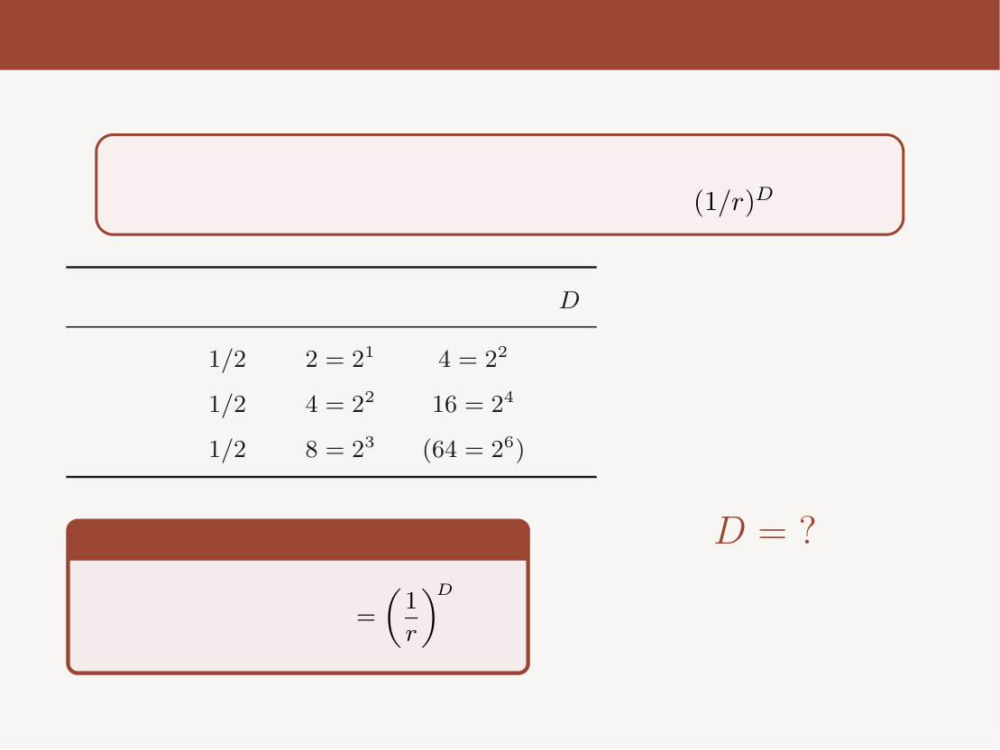 (1/r)^D
D
1/2 2 = 2^1 4 = 2^2
1/2 4 = 2^2 16 = 2^4
1/2 8 = 2^3 (64 = 2^6)
D = ?
= (1/r)^D